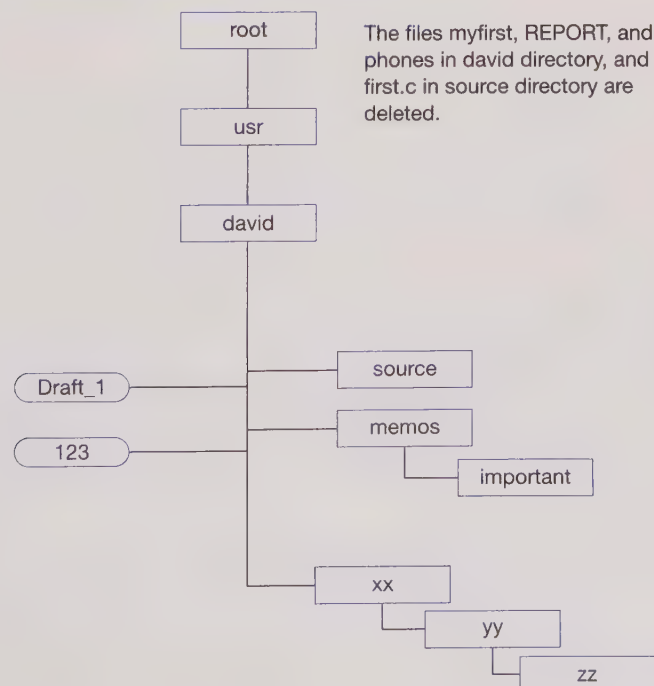 root
The files myfirst, REPORT, and
phones in david directory, and
first.c in source directory are
deleted.
usr
david
source
Draft_1
memos
123
important
xx
yy
zz